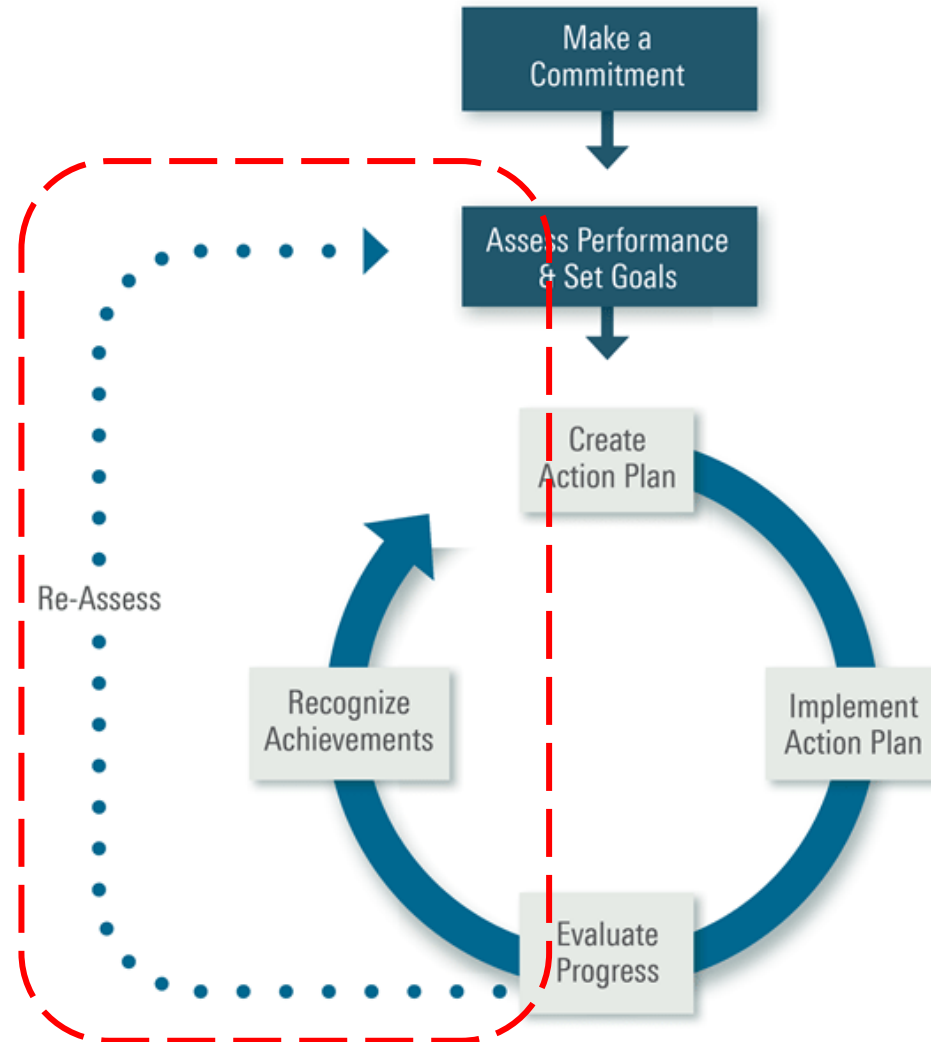 Make a
Commitment
Assess Performance
& Set Goals
Create
Action Plan
Re-Assess
Recognize
Achievements
Implement
Action Plan
Evaluate
Progress